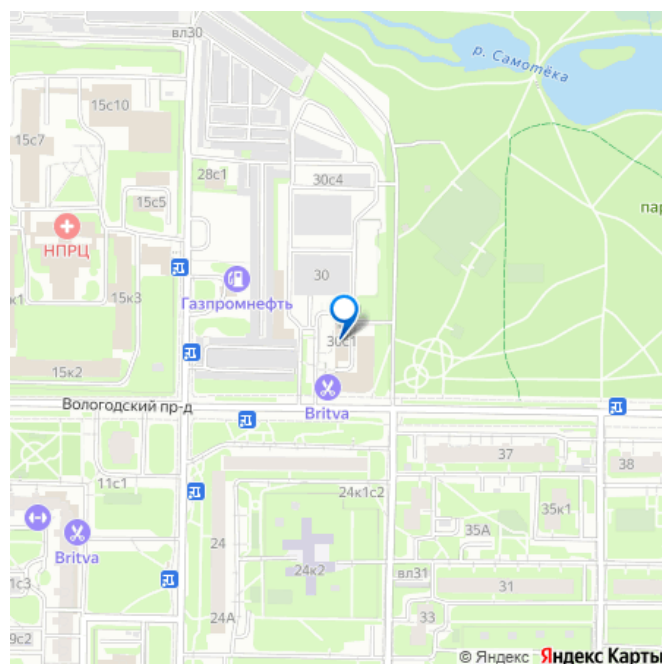 вл30
р. Самотёка
15с10
15с7
28с1
30с4
15с5
пар
НПРЦ
30
к1
15к3
Газпромнефть
30с1
15к2
Вологодский пр-д
Britva
37
38
11с1
24к1с2
35к1
35А
24
Britva
24к2
вл31
1с3
31
24А
33
9с2
© Яндекс Яндекс Карты